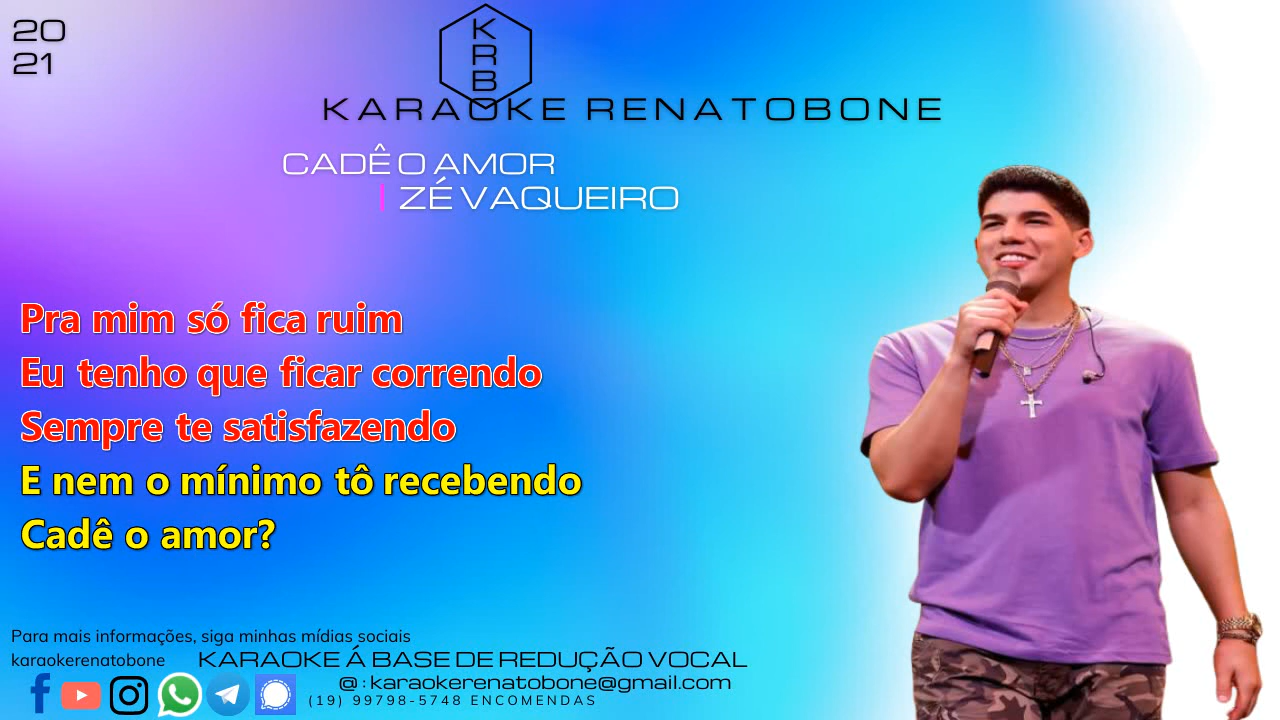 20
21
K
R
B
KARAOKE RENATOBONE
CADÊ O AMOR
| ZÉ VAQUEIRO
Pra mim só fica ruim
Eu tenho que ficar correndo
Sempre te satisfazendo
E nem o mínimo tô recebendo
Cadê o amor?
Para mais informações, siga minhas mídias sociais
karaokerenatobone
KARAOKE Á BASE DE REDUÇÃO VOCAL
@ : karaokerenatobone@gmail.com
(19) 99798-5748 ENCOMENDAS